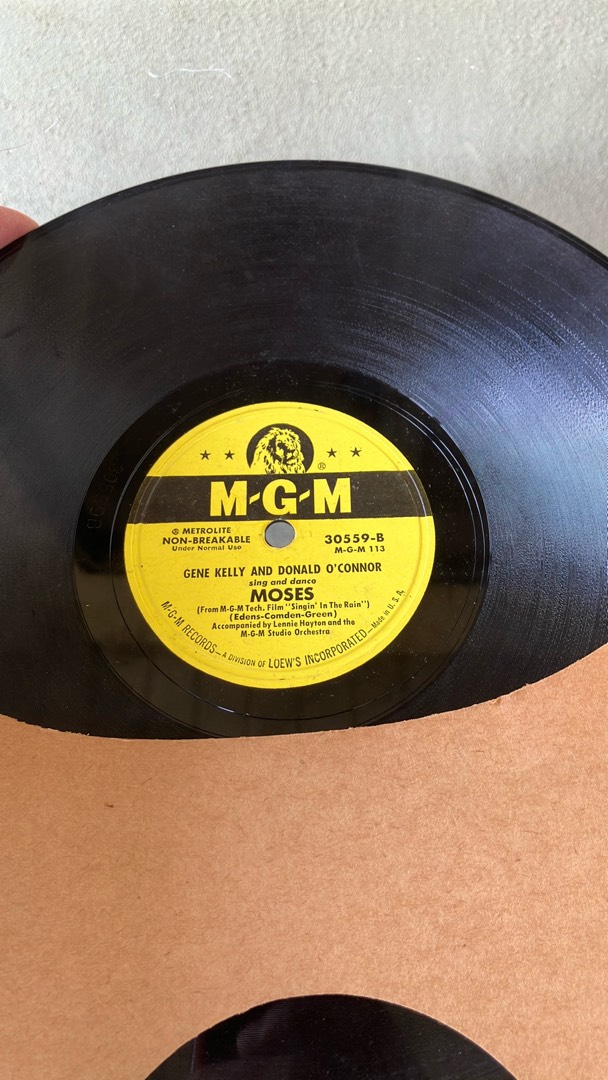 ®
M-G-M
® METROLITE
NON-BREAKABLE
Under Normal Use
30559-B
M-G-M 113
GENE KELLY AND DONALD O'CONNOR
sing and dance
MOSES
(From M-G-M Tech. Film "Singin' In The Rain")
(Edens-Comden-Green)
Accompanied by Lennie Hayton and the
M-G-M Studio Orchestra
M-G-M RECORDS—A DIVISION OF LOEW'S INCORPORATED—Made in U.S.A.